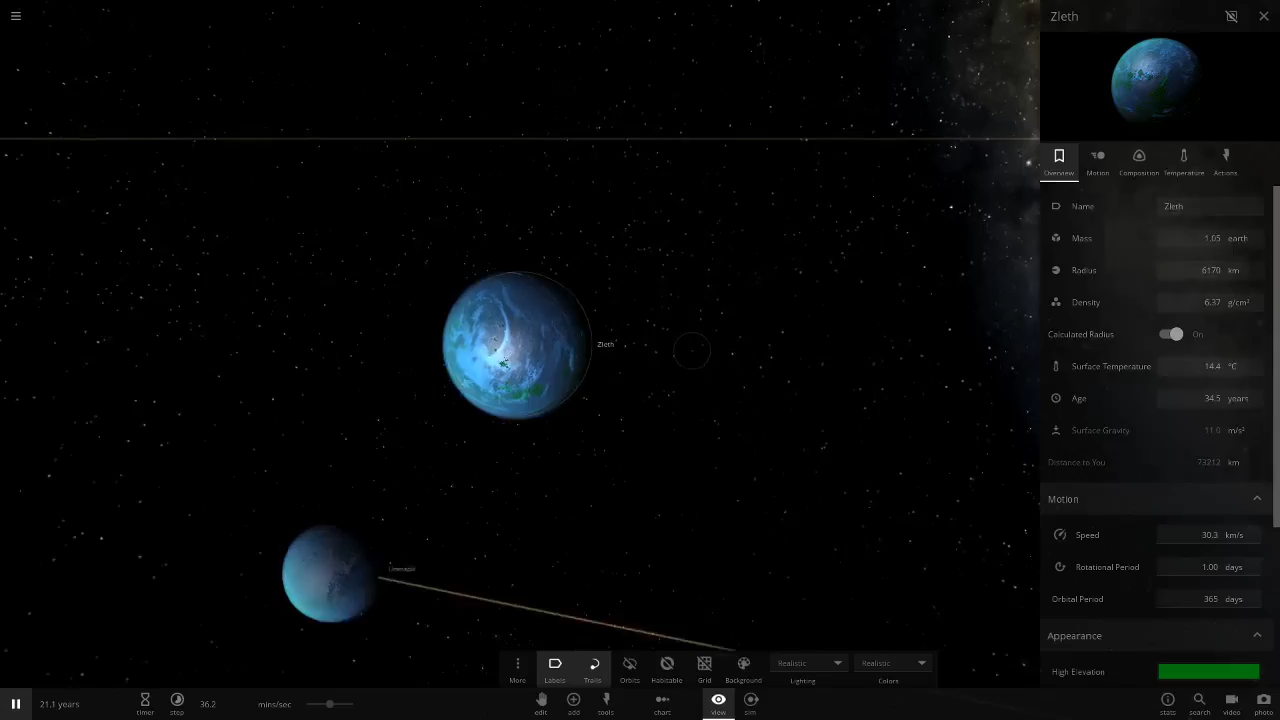 Zleth
Overview Motion Composition Temperature Actions
Name Zleth
Mass 1.05 earth
Radius 6170 km
Density 6.37 g/cm³
Calculated Radius On
Surface Temperature 14.4 °C
Age 34.5 years
Surface Gravity 11.0 m/s²
Distance to You 73212 km
Motion
Speed 30.3 km/s
Rotational Period 1.00 days
Orbital Period 365 days
Appearance
High Elevation
Zleth
More Labels Trails Orbits Habitable Grid Background
Realistic Realistic
Lighting Colors
21.1 years timer step 36.2 mins/sec edit add tools chart view sim stats search video photo